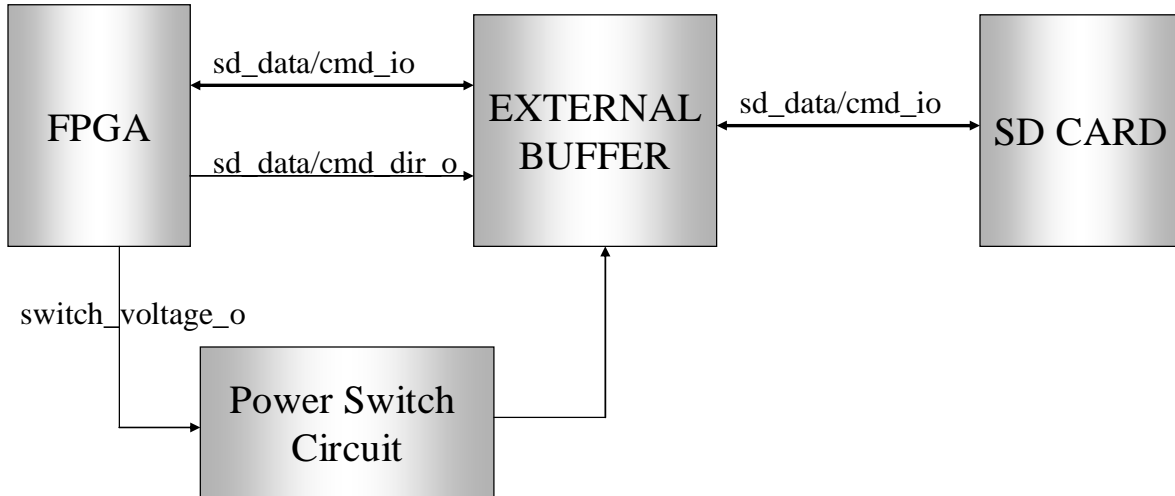 FPGA
sd_data/cmd_io
sd_data/cmd_dir_o
EXTERNAL
BUFFER
sd_data/cmd_io
SD CARD
switch_voltage_o
Power Switch
Circuit